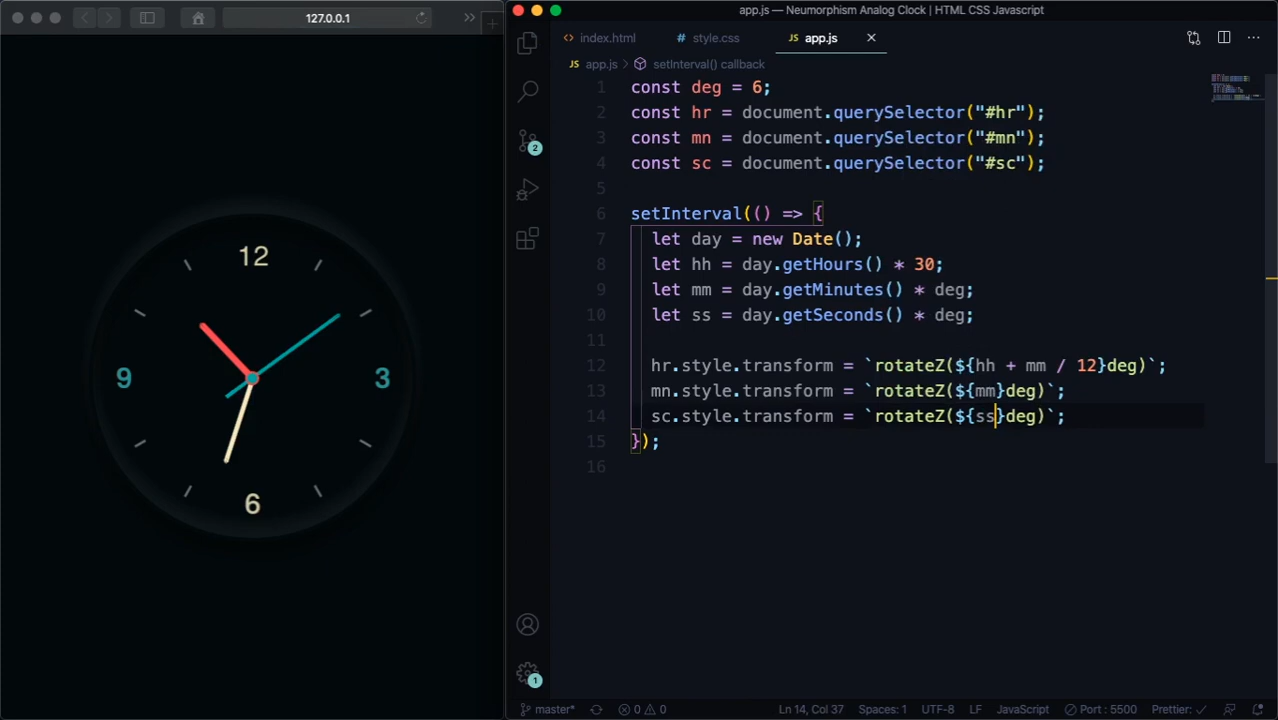 127.0.0.1
12
9
3
6
app.js — Neumorphism Analog Clock | HTML CSS Javascript
index.html
style.css
JS app.js
JS app.js > setInterval() callback
1 const deg = 6;
2 const hr = document.querySelector("#hr");
3 const mn = document.querySelector("#mn");
4 const sc = document.querySelector("#sc");
5
6 setInterval(() => {
7 let day = new Date();
8 let hh = day.getHours() * 30;
9 let mm = day.getMinutes() * deg;
10 let ss = day.getSeconds() * deg;
11
12 hr.style.transform = `rotateZ(${hh + mm / 12}deg)`;
13 mn.style.transform = `rotateZ(${mm}deg)`;
14 sc.style.transform = `rotateZ(${ss}deg)`;
15 });
16
2
1
master* 0 0 Ln 14, Col 37 Spaces: 1 UTF-8 LF JavaScript Port : 5500 Prettier: ✓